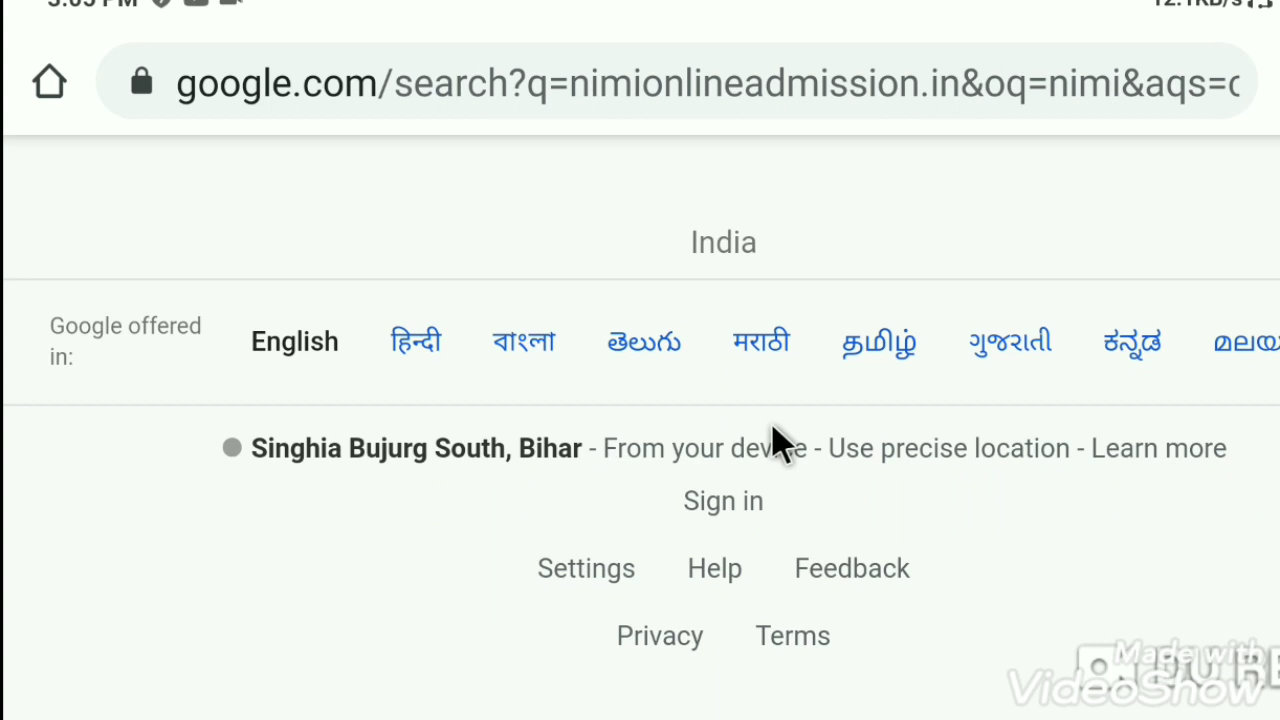 google.com/search?q=nimionlineadmission.in&oq=nimi&aqs=c
India
Google offered in:
English हिन्दी বাংলা తెలుగు मराठी தமிழ் ગુજરાતી ಕನ್ನಡ
Singhia Bujurg South, Bihar - From your device - Use precise location - Learn more
Sign in
Settings Help Feedback
Privacy Terms
Made with
VideoShow